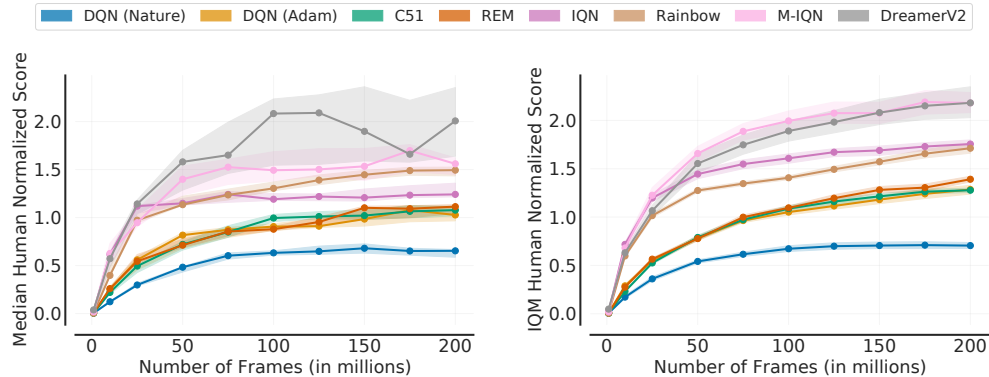 DQN (Nature) DQN (Adam) C51 REM IQN Rainbow M-IQN DreamerV2
Median Human Normalized Score
2.0
1.5
1.0
0.5
0.0
0 50 100 150 200
Number of Frames (in millions)
IQM Human Normalized Score
2.0
1.5
1.0
0.5
0.0
0 50 100 150 200
Number of Frames (in millions)